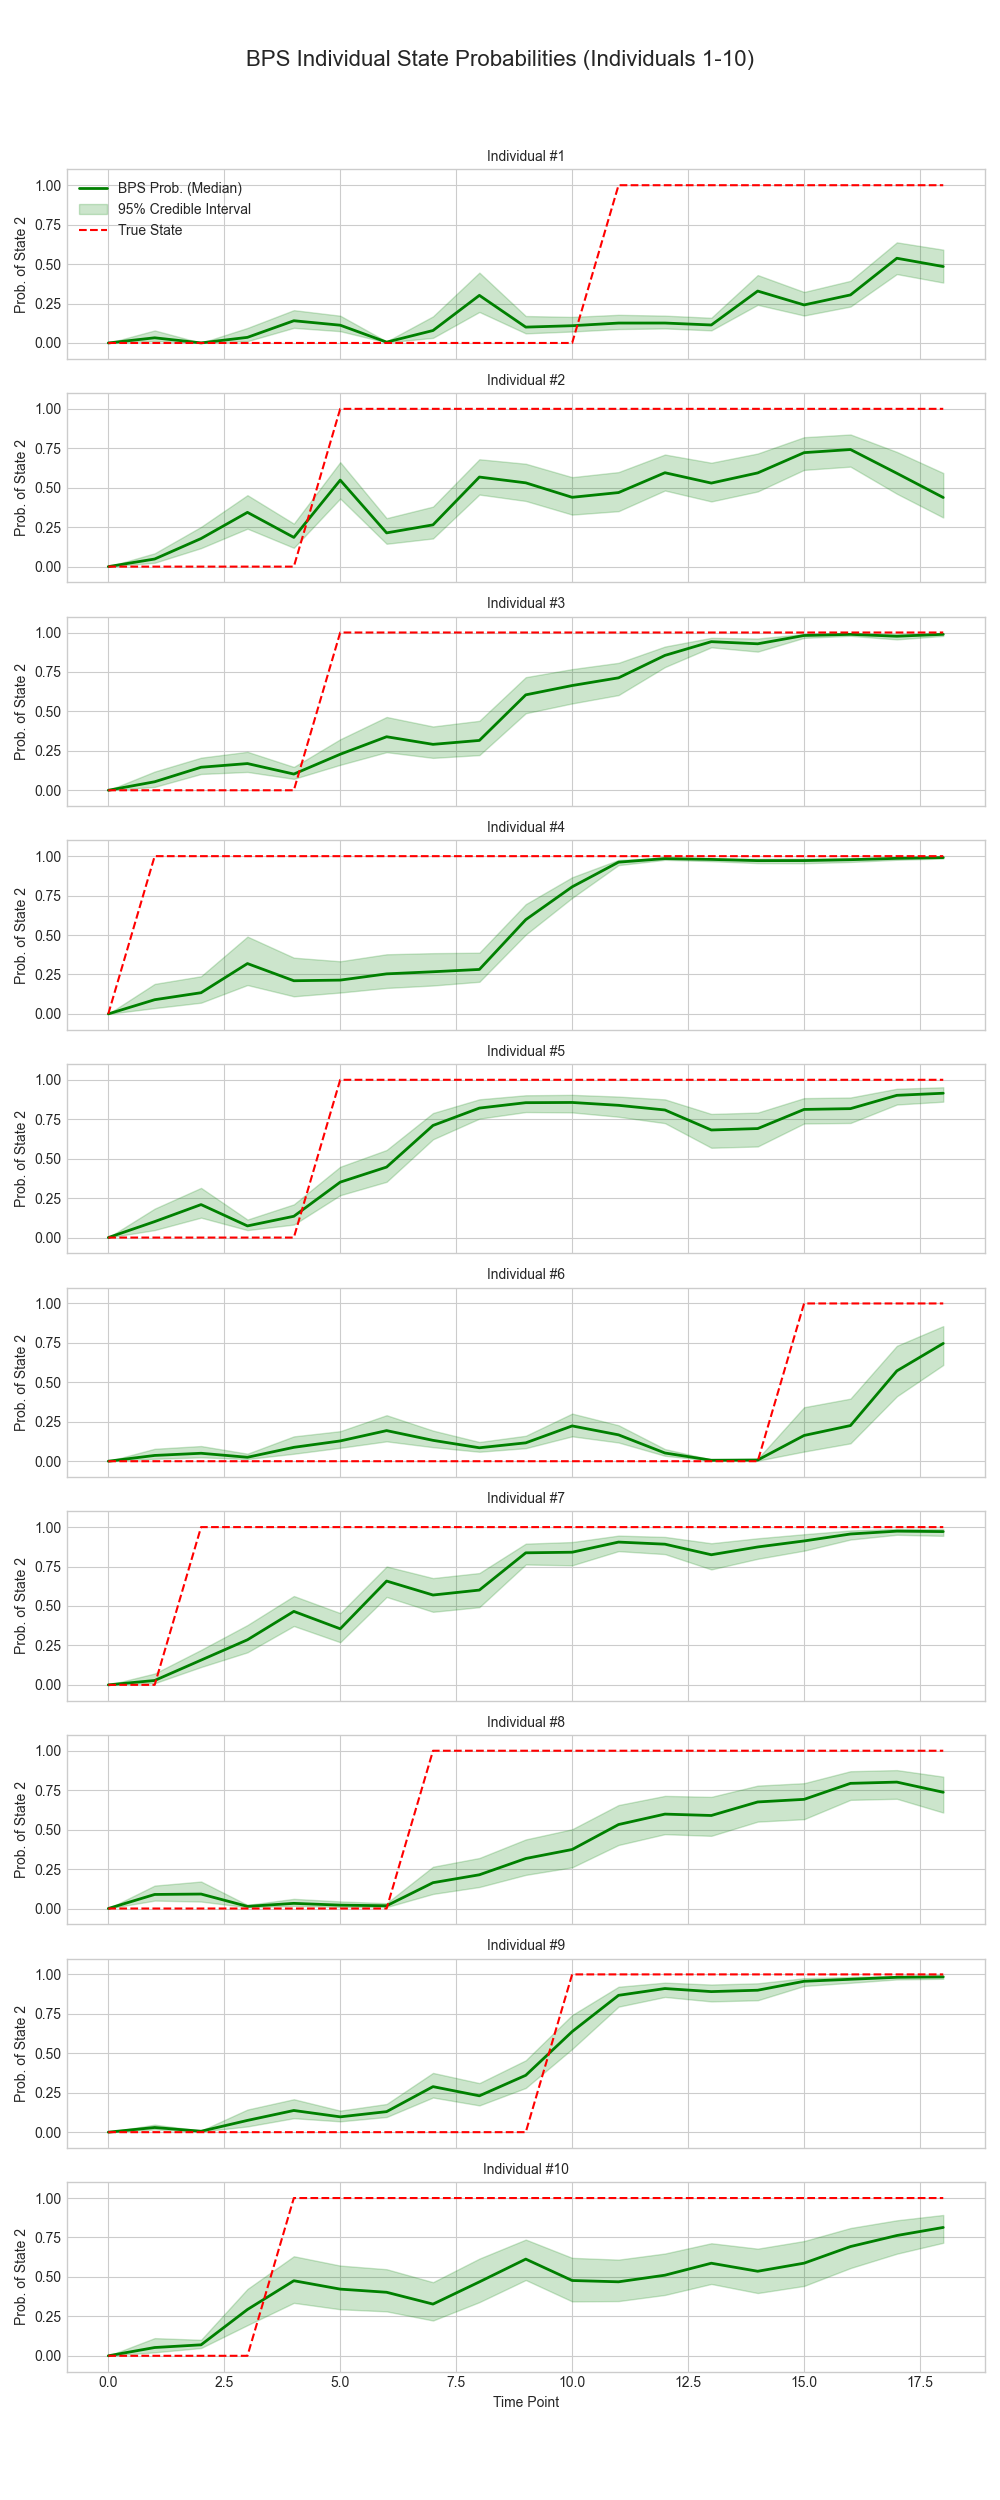 BPS Individual State Probabilities (Individuals 1-10)
Individual #1
1.00
0.75
0.50
0.25
0.00
Prob. of State 2
BPS Prob. (Median)
95% Credible Interval
True State
Individual #2
1.00
0.75
0.50
0.25
0.00
Prob. of State 2
Individual #3
1.00
0.75
0.50
0.25
0.00
Prob. of State 2
Individual #4
1.00
0.75
0.50
0.25
0.00
Prob. of State 2
Individual #5
1.00
0.75
0.50
0.25
0.00
Prob. of State 2
Individual #6
1.00
0.75
0.50
0.25
0.00
Prob. of State 2
Individual #7
1.00
0.75
0.50
0.25
0.00
Prob. of State 2
Individual #8
1.00
0.75
0.50
0.25
0.00
Prob. of State 2
Individual #9
1.00
0.75
0.50
0.25
0.00
Prob. of State 2
Individual #10
1.00
0.75
0.50
0.25
0.00
Prob. of State 2
0.0 2.5 5.0 7.5 10.0 12.5 15.0 17.5
Time Point